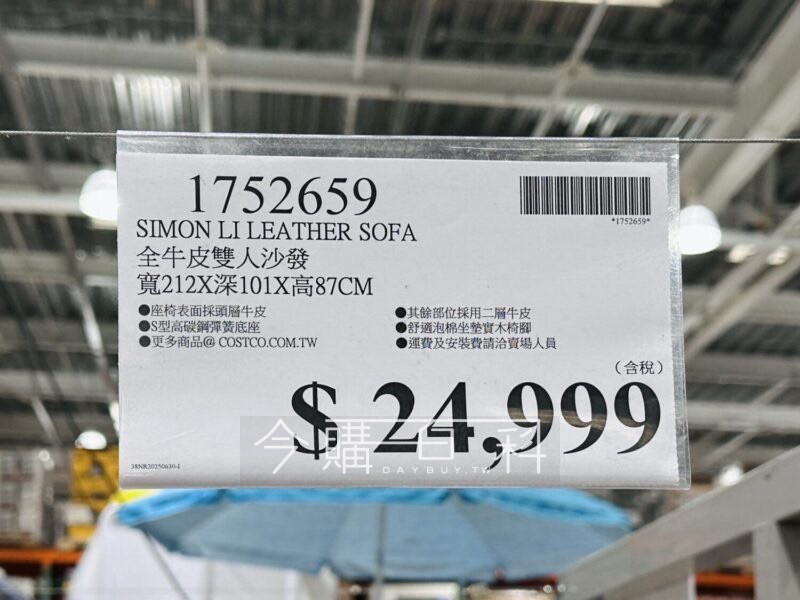 1752659
*1752659*
SIMON LI LEATHER SOFA
全牛皮雙人沙發
寬212X深101X高87CM
●座椅表面採頭層牛皮
●S型高碳鋼彈簧底座
●更多商品@ COSTCO.COM.TW
●其餘部位採用二層牛皮
●舒適泡棉坐墊實木椅腳
●運費及安裝費請洽賣場人員
(含稅)
$ 24,999
今購百科
DAYBUY.TW
38NR20250630-1